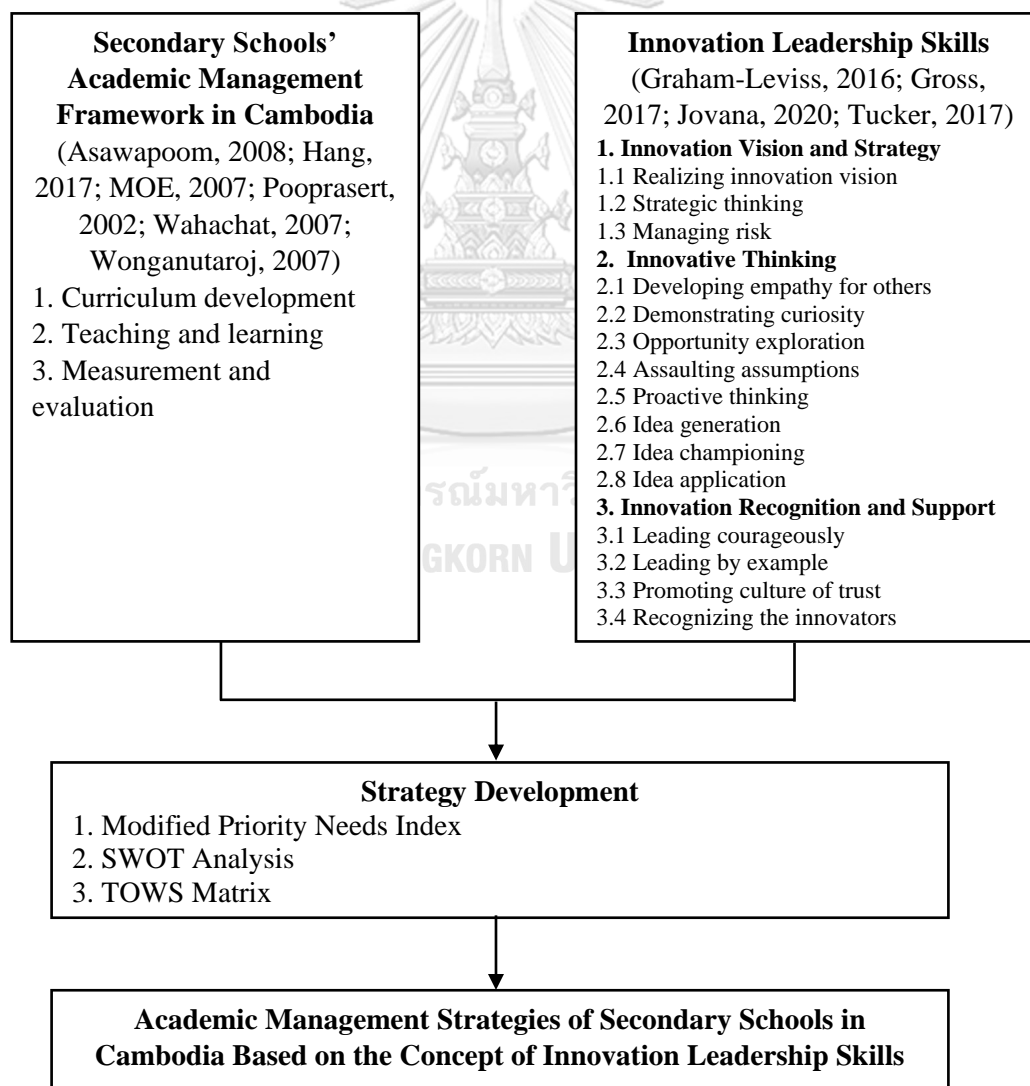 Secondary Schools'
Academic Management
Framework in Cambodia
(Asawapoom, 2008; Hang,
2017; MOE, 2007; Pooprasert,
2002; Wahachat, 2007;
Wonganutaroj, 2007)
1. Curriculum development
2. Teaching and learning
3. Measurement and
evaluation
Innovation Leadership Skills
(Graham-Leviss, 2016; Gross,
2017; Jovana, 2020; Tucker, 2017)
1. Innovation Vision and Strategy
1.1 Realizing innovation vision
1.2 Strategic thinking
1.3 Managing risk
2. Innovative Thinking
2.1 Developing empathy for others
2.2 Demonstrating curiosity
2.3 Opportunity exploration
2.4 Assaulting assumptions
2.5 Proactive thinking
2.6 Idea generation
2.7 Idea championing
2.8 Idea application
3. Innovation Recognition and Support
3.1 Leading courageously
3.2 Leading by example
3.3 Promoting culture of trust
3.4 Recognizing the innovators
รณ์มหาวิ
GKORN U
Strategy Development
1. Modified Priority Needs Index
2. SWOT Analysis
3. TOWS Matrix
Academic Management Strategies of Secondary Schools in
Cambodia Based on the Concept of Innovation Leadership Skills